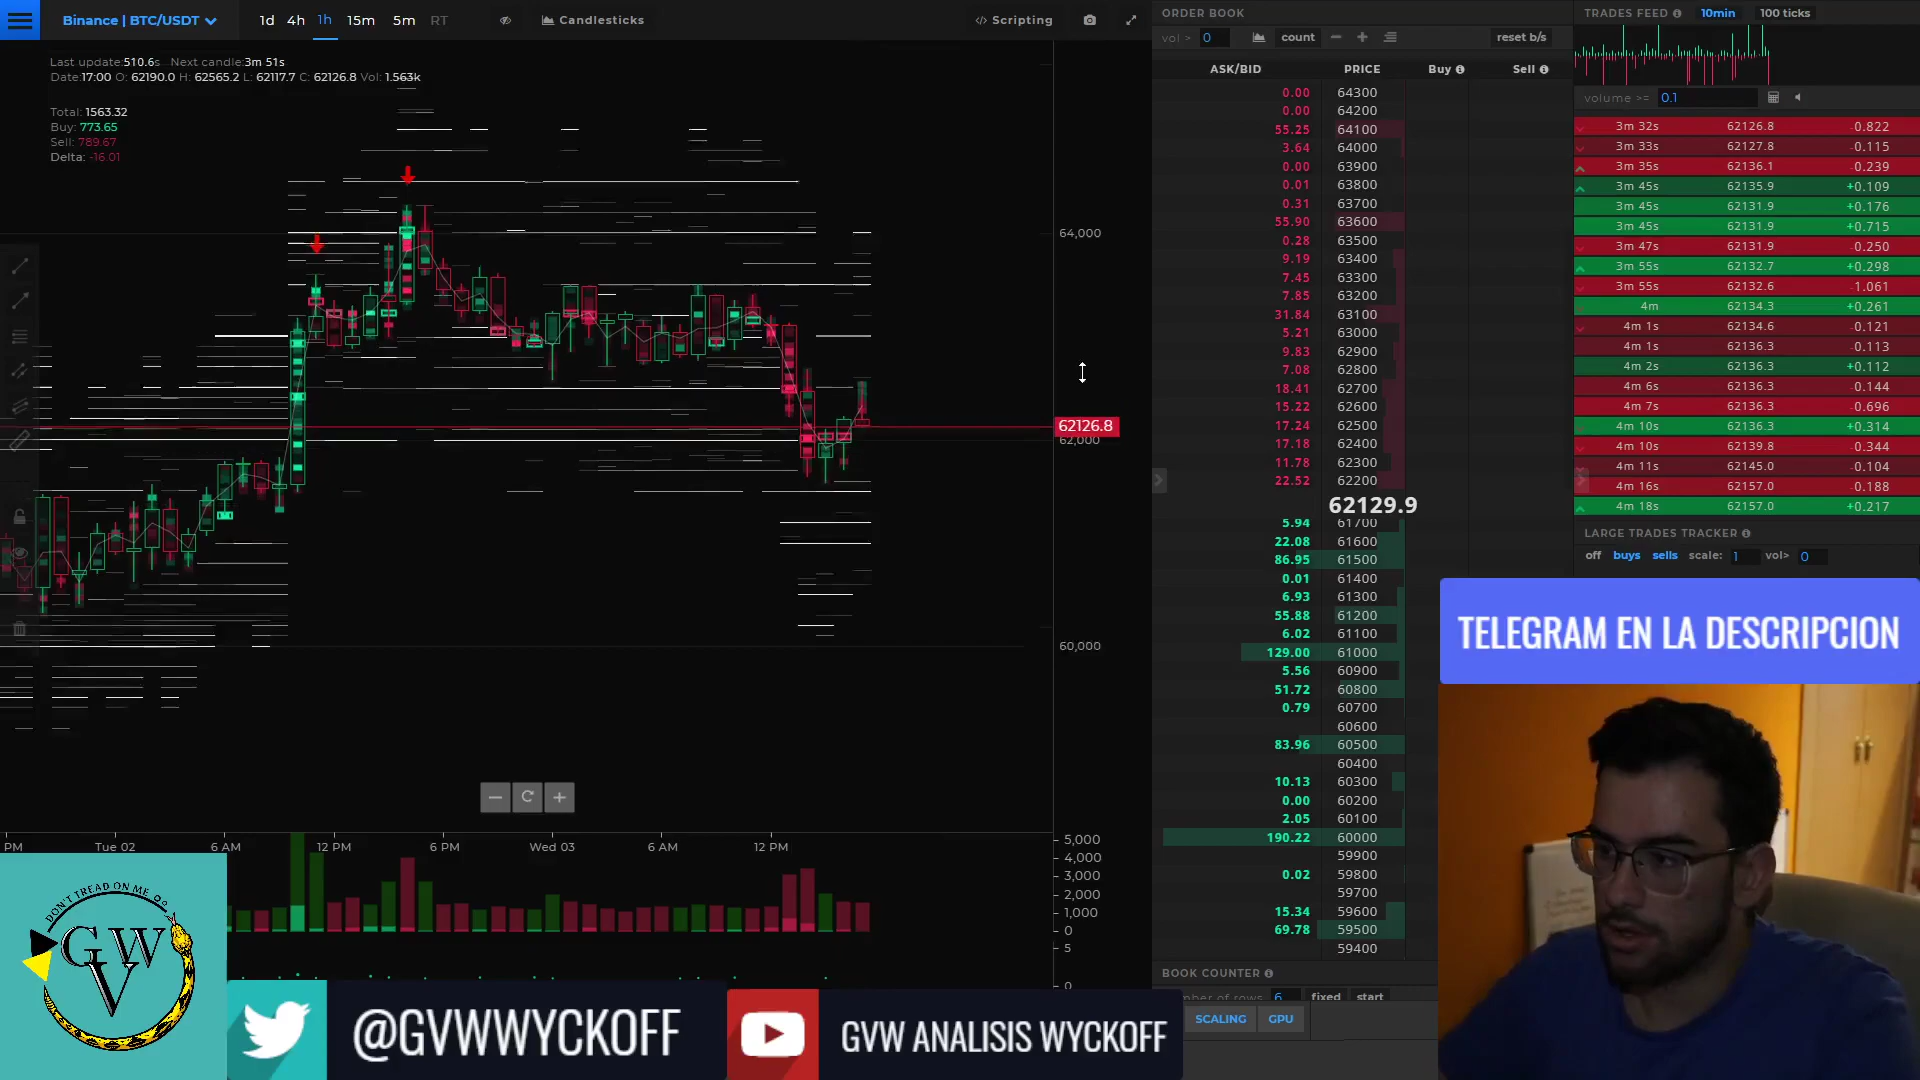 Binance | BTC/USDT
1d 4h 1h 15m 5m RT
Candlesticks
</> Scripting
Last update:510.6s Next candle:3m 51s
Date:17:00 O: 62190.0 H: 62565.2 L: 62117.7 C: 62126.8 Vol: 1.563k
Total: 1563.32
Buy: 773.65
Sell: 789.67
Delta: -16.01
64,000
62126.8
62,000
60,000
PM Tue 02 6 AM 12 PM 6 PM Wed 03 6 AM 12 PM
5,000
4,000
3,000
2,000
1,000
0
5
0
ORDER BOOK
vol > 0 count reset b/s
ASK/BID PRICE Buy Sell
0.00 64300
0.00 64200
55.25 64100
3.64 64000
0.00 63900
0.01 63800
0.31 63700
55.90 63600
0.28 63500
9.19 63400
7.45 63300
7.85 63200
31.84 63100
5.21 63000
9.83 62900
7.08 62800
18.41 62700
15.22 62600
17.24 62500
17.18 62400
11.78 62300
22.52 62200
62129.9
5.94 61700
22.08 61600
86.95 61500
0.01 61400
6.93 61300
55.88 61200
6.02 61100
129.00 61000
5.56 60900
51.72 60800
0.79 60700
60600
83.96 60500
60400
10.13 60300
0.00 60200
2.05 60100
190.22 60000
59900
0.02 59800
59700
15.34 59600
69.78 59500
59400
BOOK COUNTER
number of rows 6 fixed start
SCALING GPU
TRADES FEED 10min 100 ticks
volume >= 0.1
3m 32s 62126.8 -0.822
3m 33s 62127.8 -0.115
3m 35s 62136.1 -0.239
3m 45s 62135.9 +0.109
3m 45s 62131.9 +0.176
3m 45s 62131.9 +0.715
3m 47s 62131.9 -0.250
3m 55s 62132.7 +0.298
3m 55s 62132.6 -1.061
4m 62134.3 +0.261
4m 1s 62134.6 -0.121
4m 1s 62136.3 -0.113
4m 2s 62136.3 +0.112
4m 6s 62136.3 -0.144
4m 7s 62136.3 -0.696
4m 10s 62136.3 +0.314
4m 10s 62139.8 -0.344
4m 11s 62145.0 -0.104
4m 16s 62157.0 -0.188
4m 18s 62157.0 +0.217
LARGE TRADES TRACKER
off buys sells scale: 1 vol> 0
TELEGRAM EN LA DESCRIPCION
DON'T TREAD ON ME
GVW
@GVWWYCKOFF
GVW ANALISIS WYCKOFF